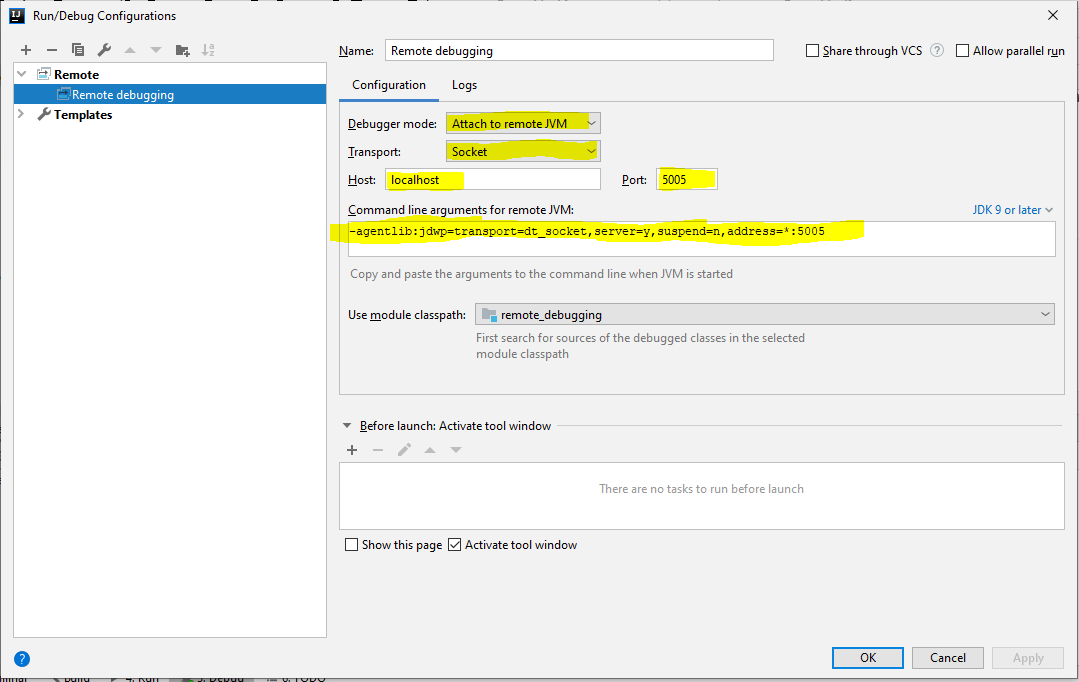 IJ Run/Debug Configurations
Name: Remote debugging
Share through VCS ? Allow parallel run
Remote
Remote debugging
Templates
Configuration Logs
Debugger mode: Attach to remote JVM
Transport: Socket
Host: localhost Port: 5005
Command line arguments for remote JVM: JDK 9 or later
-agentlib:jdwp=transport=dt_socket,server=y,suspend=n,address=*:5005
Copy and paste the arguments to the command line when JVM is started
Use module classpath: remote_debugging
First search for sources of the debugged classes in the selected
module classpath
Before launch: Activate tool window
There are no tasks to run before launch
Show this page Activate tool window
? OK Cancel Apply